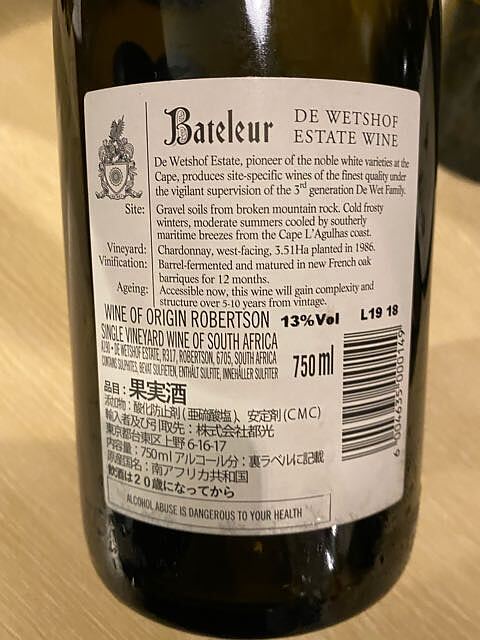 Bateleur
DE WETSHOF
ESTATE WINE
De Wetshof Estate, pioneer of the noble white varieties at the
Cape, produces site-specific wines of the finest quality under
the vigilant supervision of the 3rd generation De Wet Family.
Site: Gravel soils from broken mountain rock. Cold frosty
winters, moderate summers cooled by southerly
maritime breezes from the Cape L'Agulhas coast.
Vineyard: Chardonnay, west-facing, 3.51Ha planted in 1986.
Vinification: Barrel-fermented and matured in new French oak
barriques for 12 months.
Ageing: Accessible now, this wine will gain complexity and
structure over 5-10 years from vintage.
WINE OF ORIGIN ROBERTSON 13%Vol L19 18
SINGLE VINEYARD WINE OF SOUTH AFRICA
A190 • DE WETSHOF ESTATE, R317, ROBERTSON, 6705, SOUTH AFRICA
CONTAINS SULPHITES, BEVAT SULFIETEN, ENTHÄLT SULFITE, INNEHÅLLER SULFITER
750 ml
品目：果実酒
添加物：酸化防止剤(亜硫酸塩)、安定剤(CMC)
輸入者及び引取先：株式会社都光
東京都台東区上野 6-16-17
内容量：750ml アルコール分：裏ラベルに記載
原産国名：南アフリカ共和国
飲酒は20歳になってから
ALCOHOL ABUSE IS DANGEROUS TO YOUR HEALTH
6 004635 000149